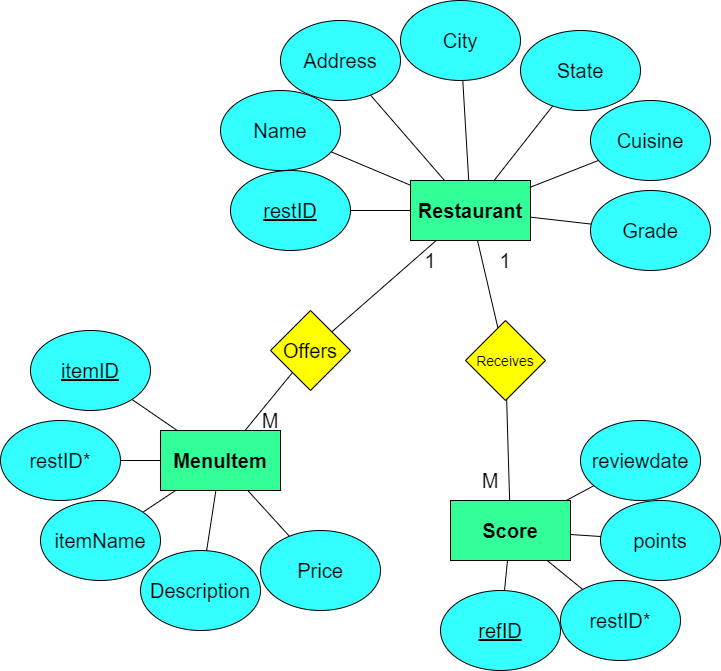 City
Address
State
Name
Cuisine
restID
Restaurant
Grade
1
1
Offers
Receives
itemID
M
restID*
MenuItem
reviewdate
M
Score
itemName
points
Description
Price
refID
restID*